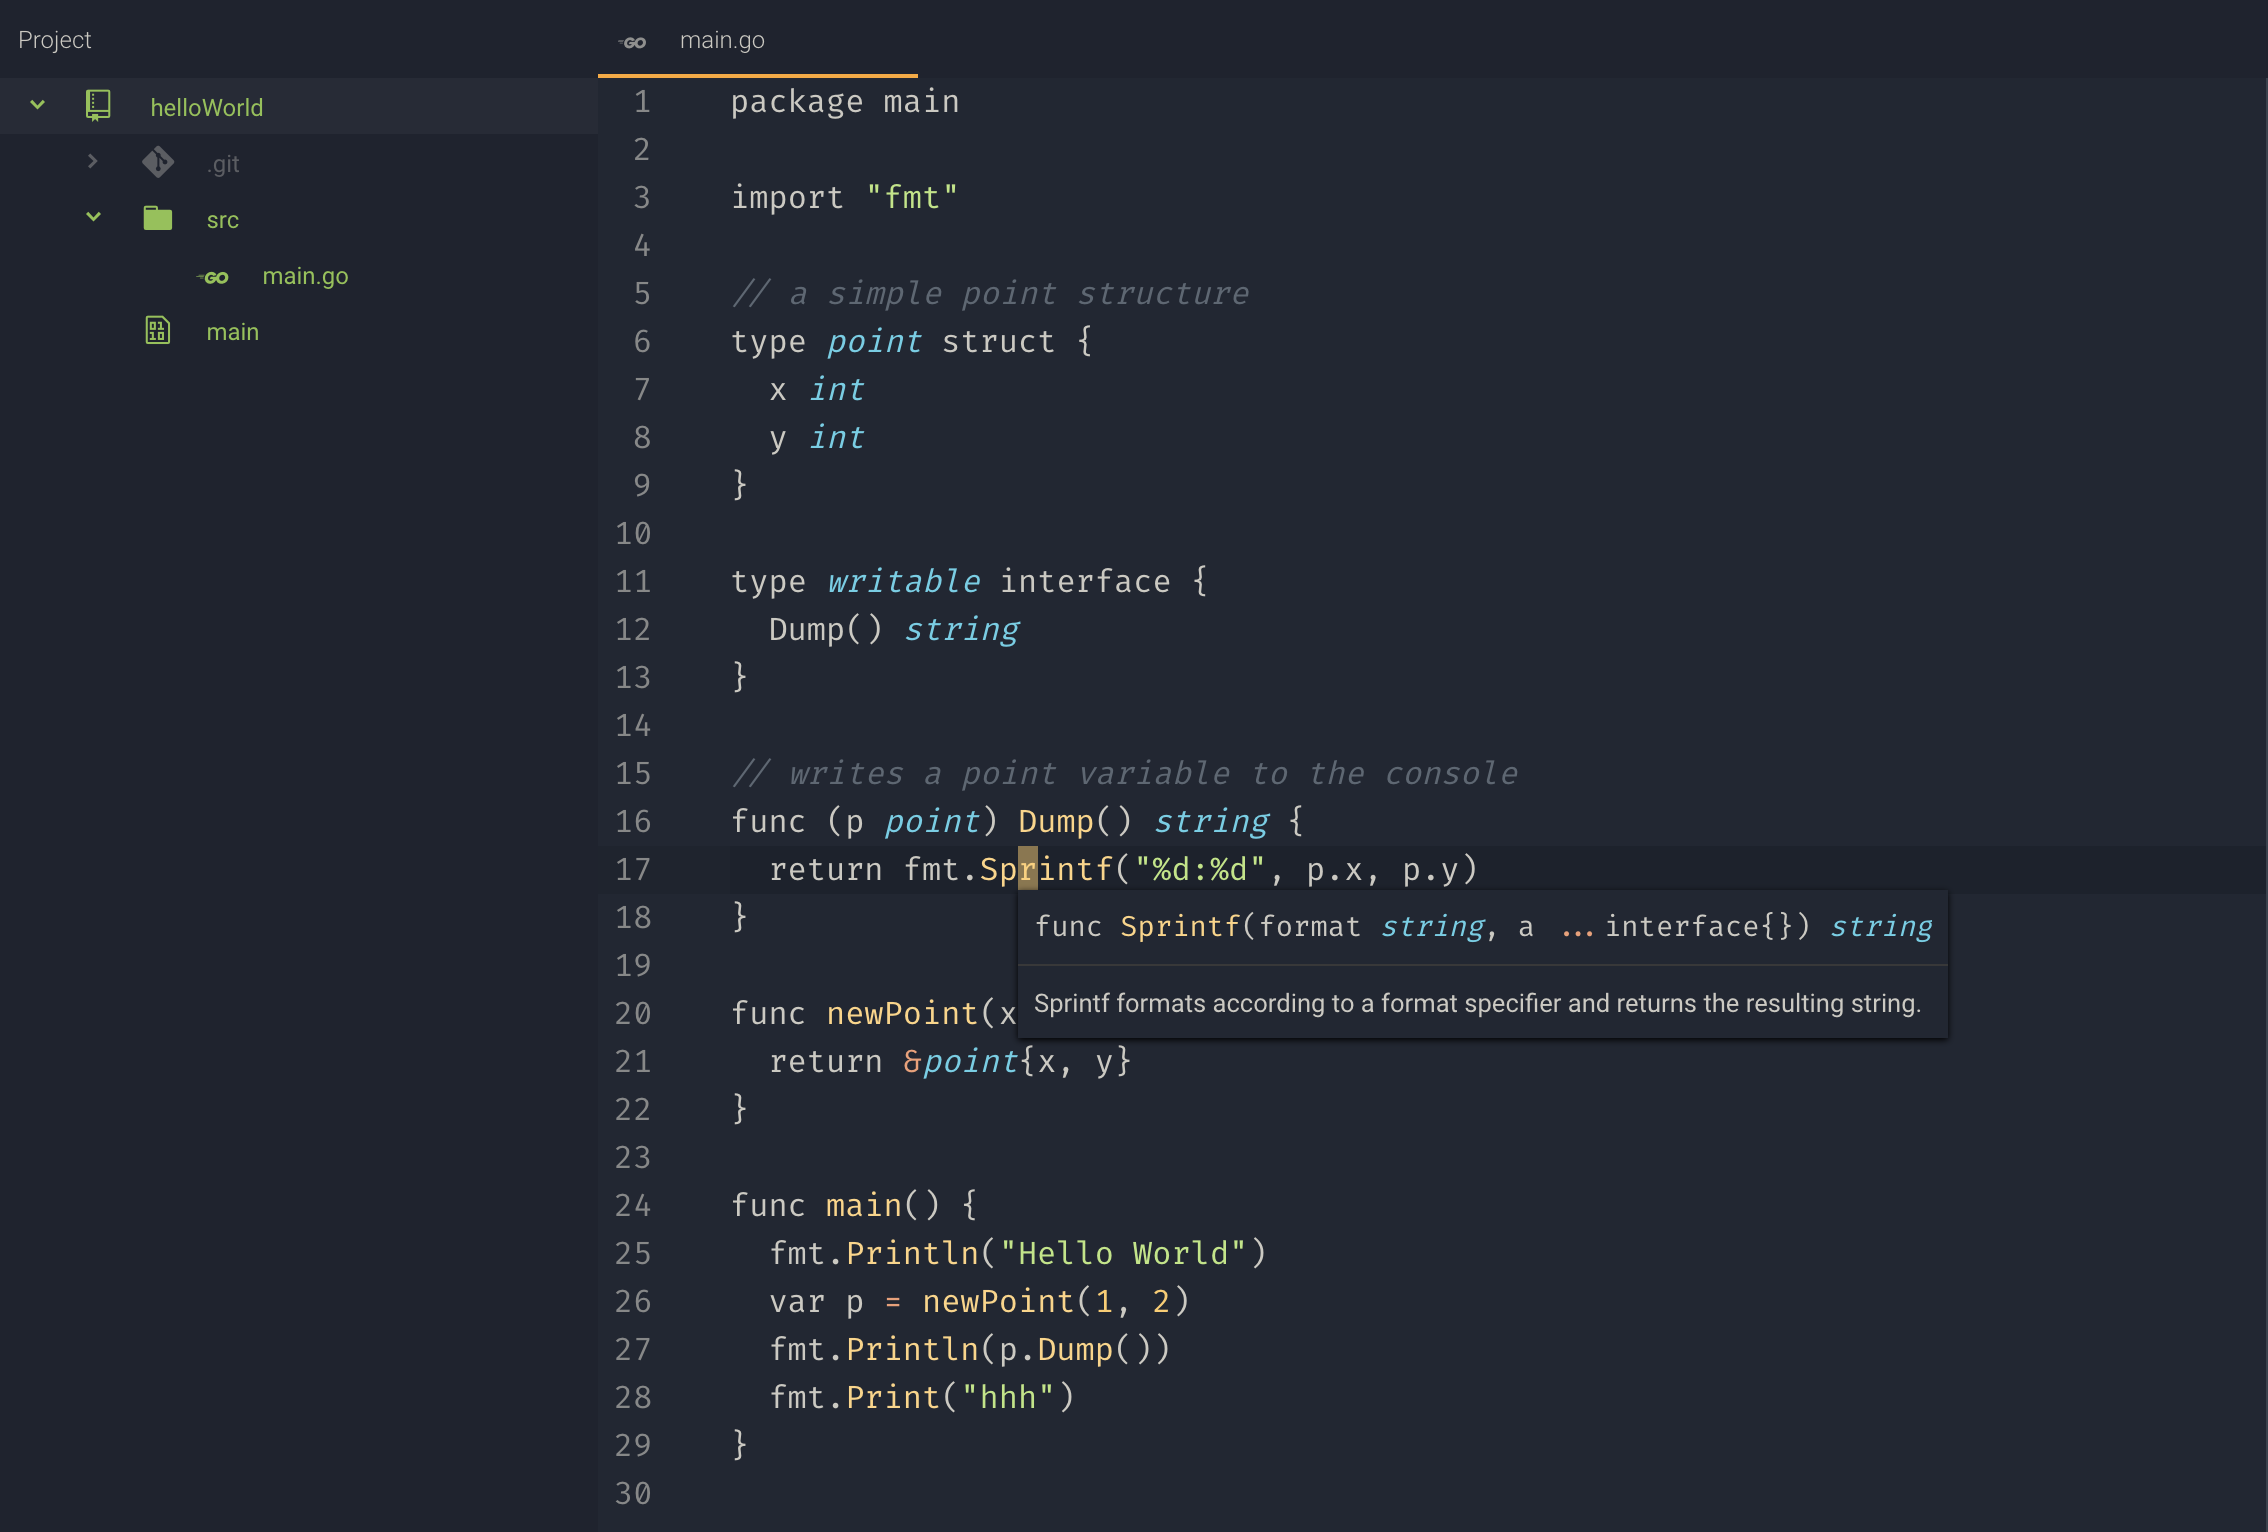 Project
helloWorld
.git
src
GO main.go
01 10 main
GO main.go
1 package main
2
3 import "fmt"
4
5 // a simple point structure
6 type point struct {
7 x int
8 y int
9 }
10
11 type writable interface {
12 Dump() string
13 }
14
15 // writes a point variable to the console
16 func (p point) Dump() string {
17 return fmt.Sprintf("%d:%d", p.x, p.y)
18 }
func Sprintf(format string, a ...interface{}) string
19
Sprintf formats according to a format specifier and returns the resulting string.
20 func newPoint(x
21 return &point{x, y}
22 }
23
24 func main() {
25 fmt.Println("Hello World")
26 var p = newPoint(1, 2)
27 fmt.Println(p.Dump())
28 fmt.Print("hhh")
29 }
30